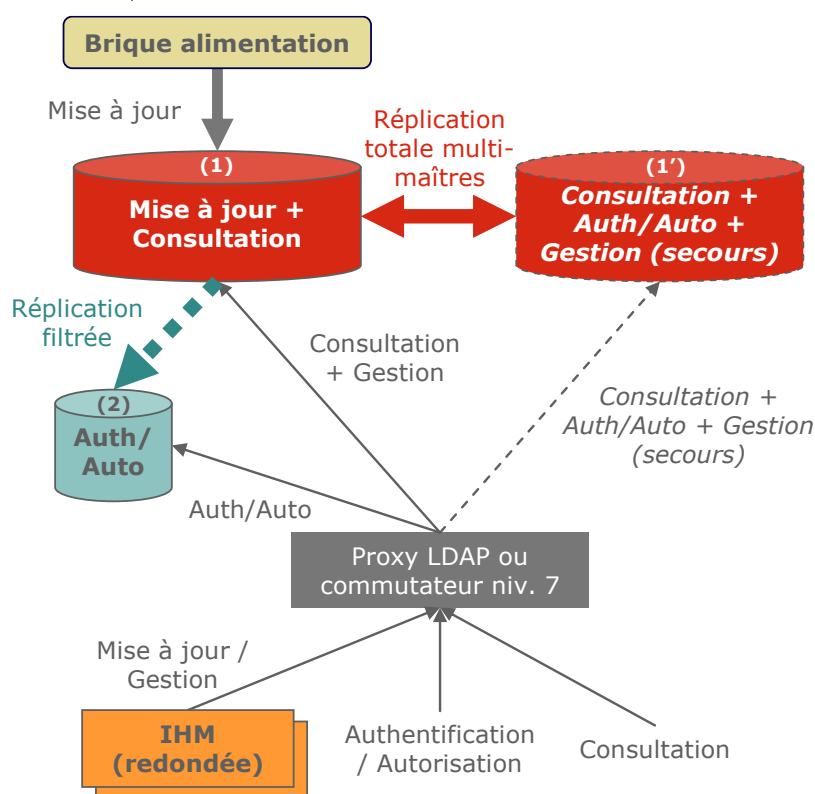 Brique alimentation
Mise à jour
Réplication
totale multi-
maîtres
(1)
Mise à jour +
Consultation
(1’)
Consultation +
Auth/Auto +
Gestion (secours)
Réplication
filtrée
Consultation
+ Gestion
Consultation +
Auth/Auto + Gestion
(secours)
(2)
Auth/
Auto
Auth/Auto
Proxy LDAP ou
commutateur niv. 7
Mise à jour /
Gestion
IHM
(redondée)
Authentification
/ Autorisation
Consultation